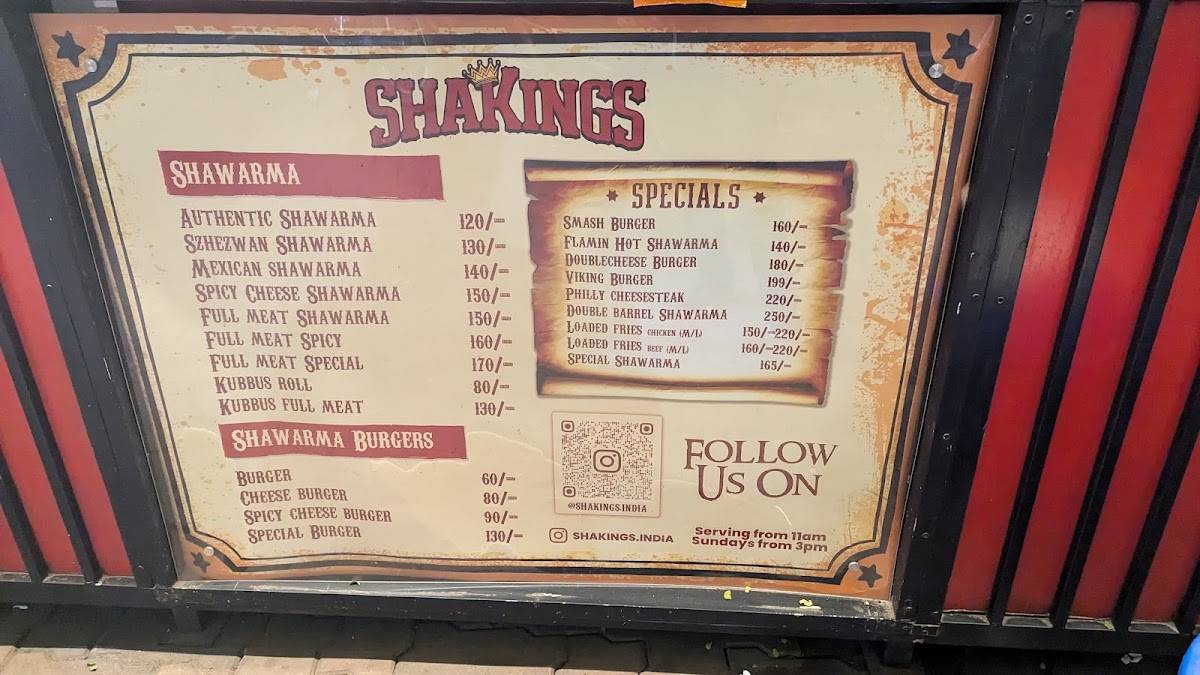 SHAKINGS
SHAWARMA
AUTHENTIC SHAWARMA 120/-
SZHEZWAN SHAWARMA 130/-
MEXICAN SHAWARMA 140/-
SPICY CHEESE SHAWARMA 150/-
FULL MEAT SHAWARMA 150/-
FULL MEAT SPICY 160/-
FULL MEAT SPECIAL 170/-
KUBBUS ROLL 80/-
KUBBUS FULL MEAT 130/-
SHAWARMA BURGERS
BURGER 60/-
CHEESE BURGER 80/-
SPICY CHEESE BURGER 90/-
SPECIAL BURGER 130/-
SPECIALS
SMASH BURGER 160/-
FLAMIN HOT SHAWARMA 140/-
DOUBLECHEESE BURGER 180/-
VIKING BURGER 199/-
PHILLY CHEESESTEAK 220/-
DOUBLE BARREL SHAWARMA 250/-
LOADED FRIES CHICKEN (M/L) 150/-220/-
LOADED FRIES BEEF (M/L) 160/-220/-
SPECIAL SHAWARMA 165/-
@SHAKINGS.INDIA
FOLLOW
US ON
SHAKINGS.INDIA
Serving from 11am
Sundays from 3pm